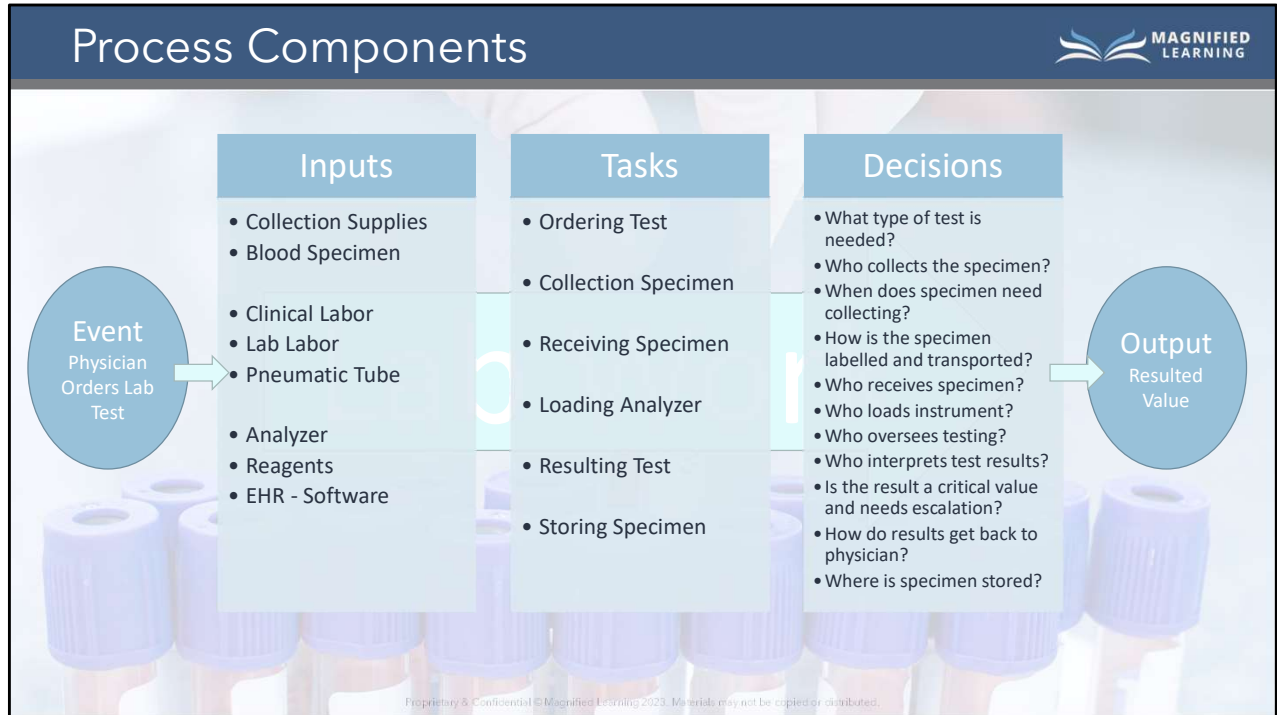 Process Components
MAGNIFIED
LEARNING
Event
Physician
Orders Lab
Test
Inputs
• Collection Supplies
• Blood Specimen
• Clinical Labor
• Lab Labor
• Pneumatic Tube
• Analyzer
• Reagents
• EHR - Software
Tasks
• Ordering Test
• Collection Specimen
• Receiving Specimen
• Loading Analyzer
• Resulting Test
• Storing Specimen
Decisions
• What type of test is
needed?
• Who collects the specimen?
• When does specimen need
collecting?
• How is the specimen
labelled and transported?
• Who receives specimen?
• Who loads instrument?
• Who oversees testing?
• Who interprets test results?
• Is the result a critical value
and needs escalation?
• How do results get back to
physician?
• Where is specimen stored?
Output
Resulted
Value
Proprietary & Confidential © Magnified Learning 2023. Materials may not be copied or distributed.